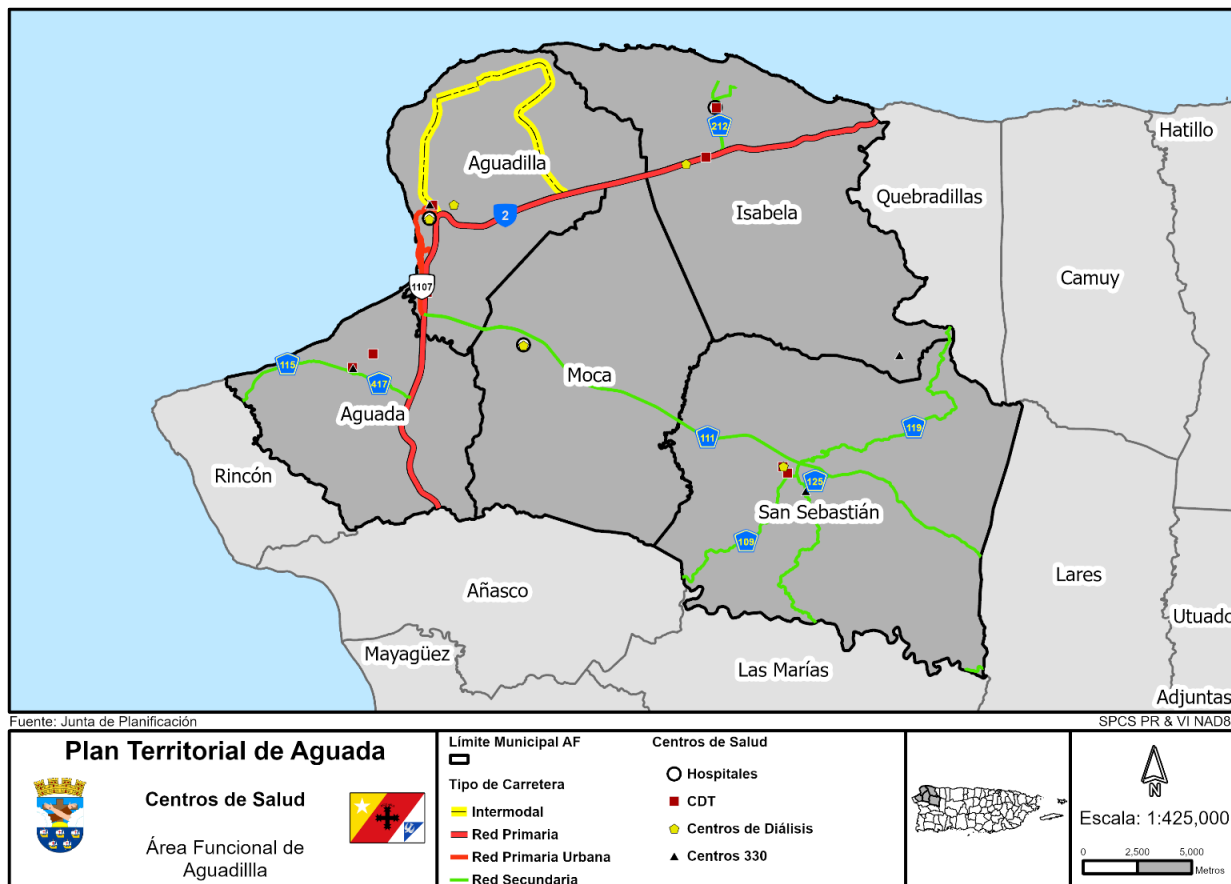 Hatillo
212
Aguadilla
Quebradillas
Isabela
2
Camuy
1107
115
Moca
417
Aguada
119
111
Rincón
125
San Sebastián
109
Lares
Añasco
Utuado
Mayagüez
Las Marías
Adjuntas
Fuente: Junta de Planificación
SPCS PR & VI NAD8
Plan Territorial de Aguada
Centros de Salud
Área Funcional de
Aguadillla
Límite Municipal AF
Tipo de Carretera
Intermodal
Red Primaria
Red Primaria Urbana
Red Secundaria
Centros de Salud
Hospitales
CDT
Centros de Diálisis
Centros 330
N
Escala: 1:425,000
0 2,500 5,000
Metros